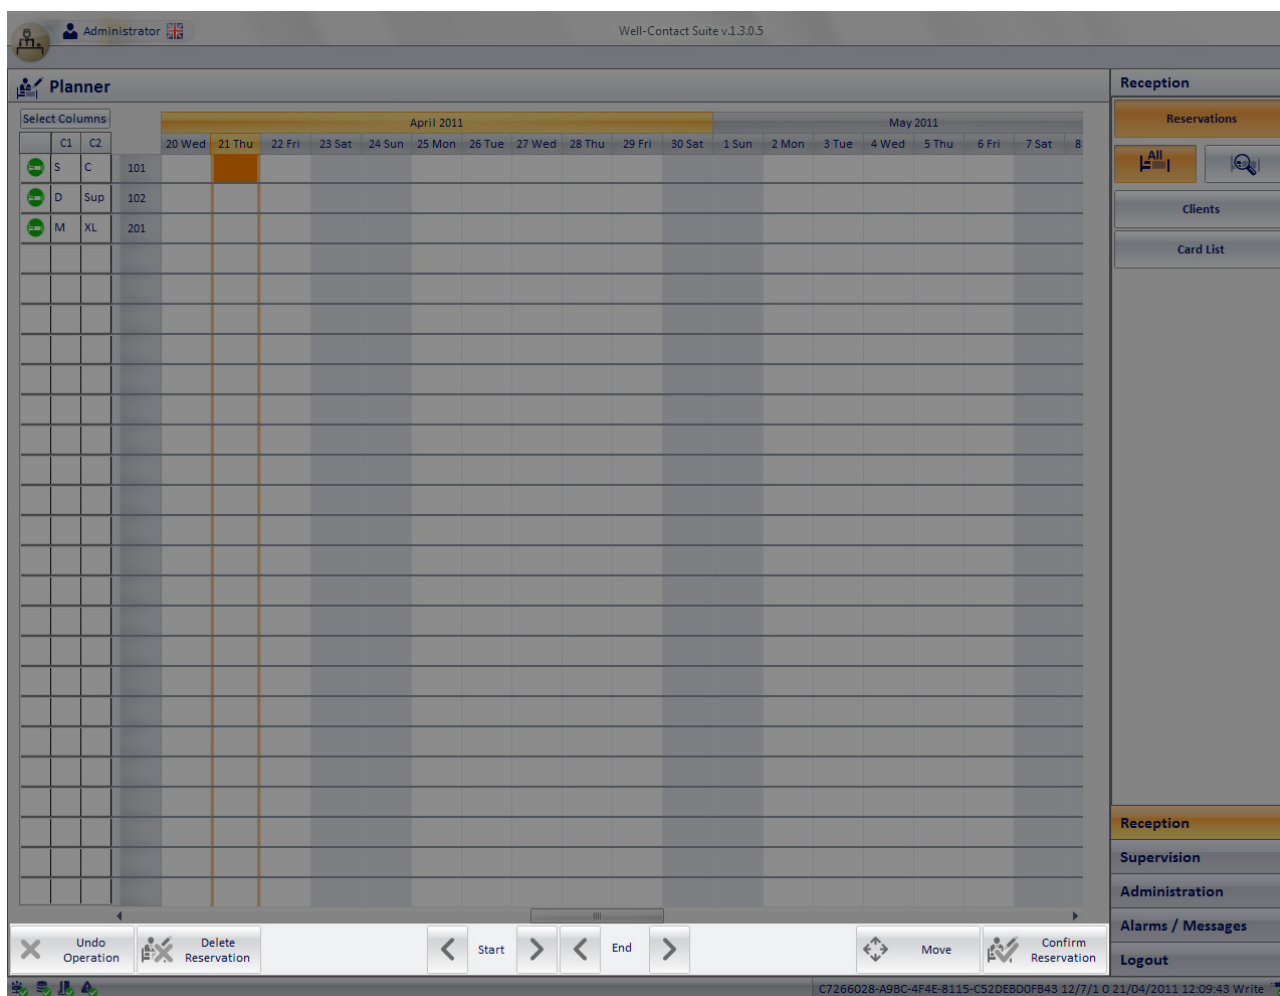 Administrator
Well-Contact Suite v.1.3.0.5
Planner
Reception
Select Columns
April 2011
May 2011
Reservations
C1 C2
20 Wed 21 Thu 22 Fri 23 Sat 24 Sun 25 Mon 26 Tue 27 Wed 28 Thu 29 Fri 30 Sat 1 Sun 2 Mon 3 Tue 4 Wed 5 Thu 6 Fri 7 Sat 8
S C 101
All
D Sup 102
Clients
M XL 201
Card List
Reception
Supervision
Administration
Alarms / Messages
Logout
Undo
Operation
Delete
Reservation
Start
End
Move
Confirm
Reservation
C7266028-A9BC-4F4E-8115-C52DEBD0FB43 12/7/1 0 21/04/2011 12:09:43 Write